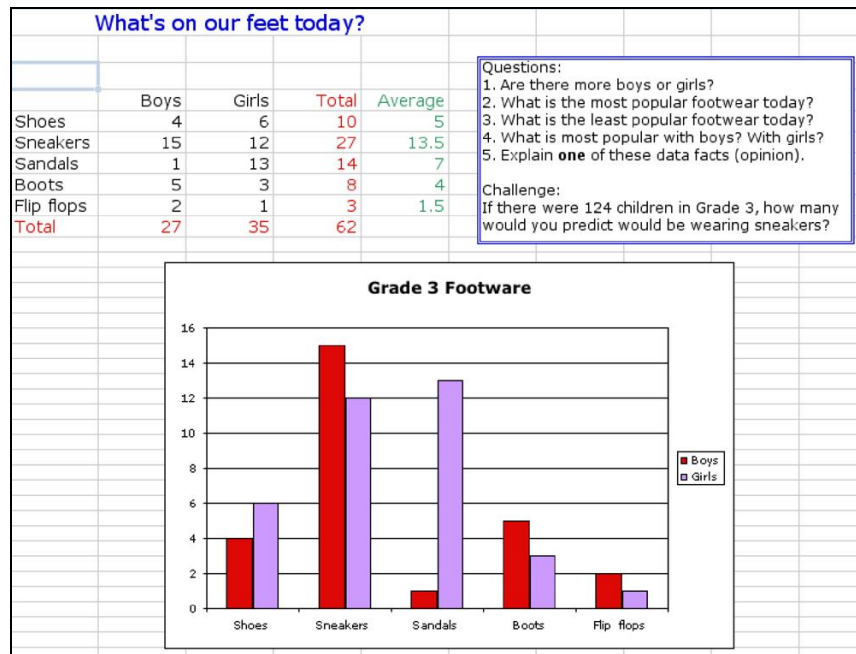 What's on our feet today?
Boys Girls Total Average
Shoes 4 6 10 5
Sneakers 15 12 27 13.5
Sandals 1 13 14 7
Boots 5 3 8 4
Flip flops 2 1 3 1.5
Total 27 35 62
Questions:
1. Are there more boys or girls?
2. What is the most popular footwear today?
3. What is the least popular footwear today?
4. What is most popular with boys? With girls?
5. Explain one of these data facts (opinion).
Challenge:
If there were 124 children in Grade 3, how many
would you predict would be wearing sneakers?
Grade 3 Footware
16
14
12
10
8
6
4
2
0
Shoes Sneakers Sandals Boots Flip flops
Boys
Girls